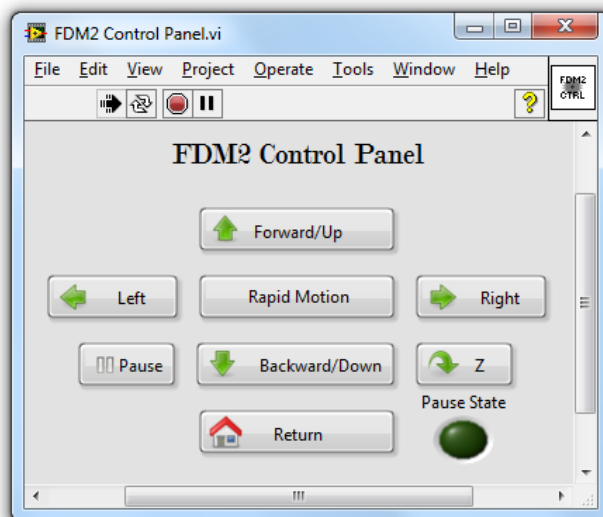 FDM2 Control Panel.vi
File Edit View Project Operate Tools Window Help
FDM2
CTRL
?
FDM2 Control Panel
Forward/Up
Left Rapid Motion Right
Pause Backward/Down Z
Pause State
Return